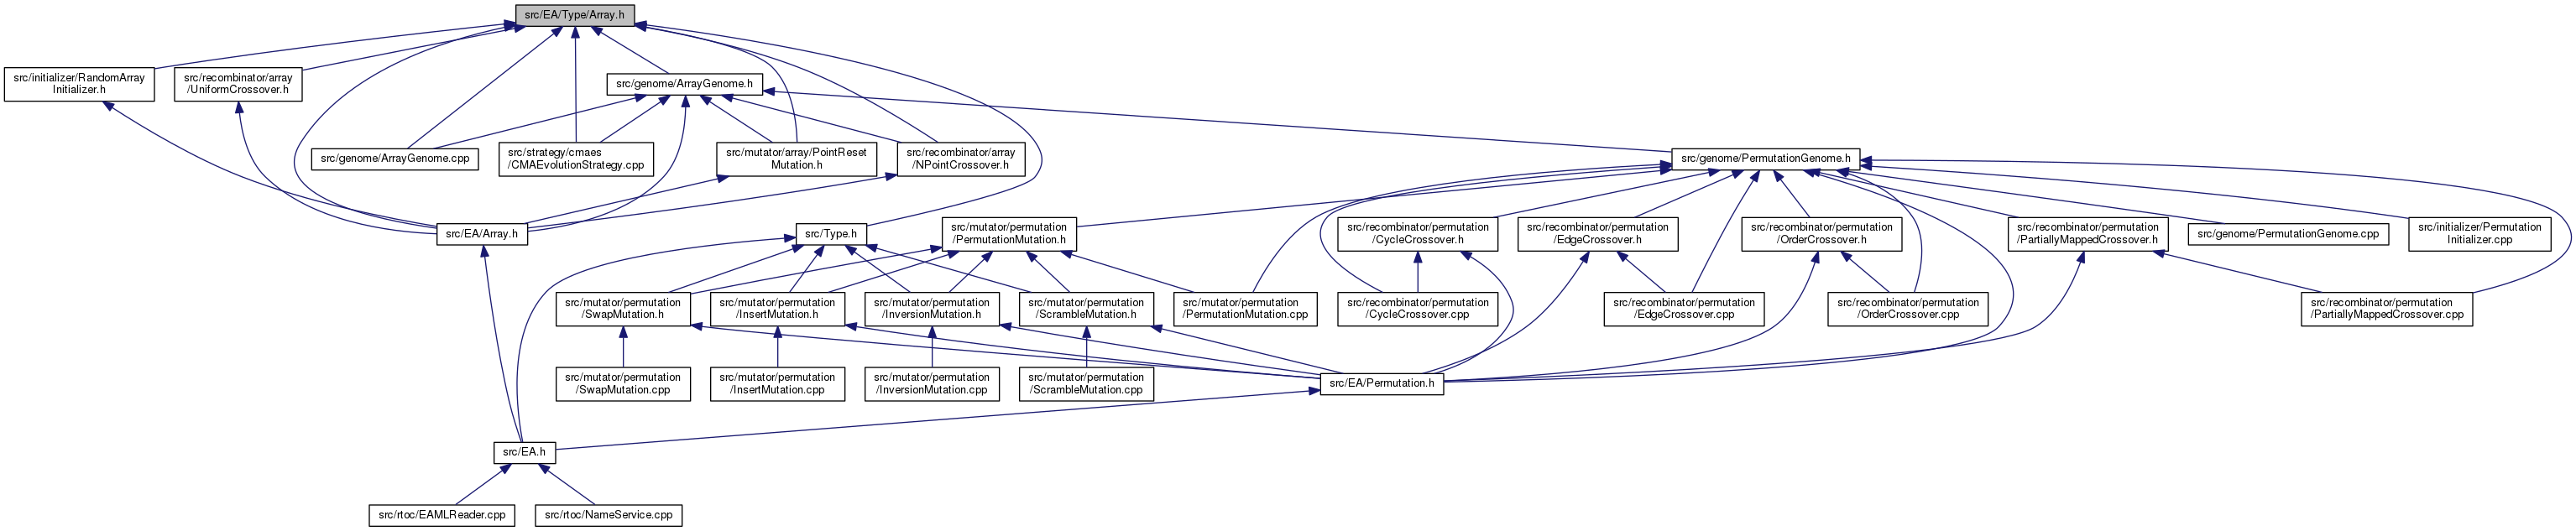 src/EA/Type/Array.h
src/initializer/RandomArray
Initializer.h
src/recombinator/array
/UniformCrossover.h
src/genome/ArrayGenome.h
src/genome/ArrayGenome.cpp
src/strategy/cmaes
/CMAEvolutionStrategy.cpp
src/mutator/array/PointReset
Mutation.h
src/recombinator/array
/NPointCrossover.h
src/genome/PermutationGenome.h
src/EA/Array.h
src/Type.h
src/mutator/permutation
/PermutationMutation.h
src/recombinator/permutation
/CycleCrossover.h
src/recombinator/permutation
/EdgeCrossover.h
src/recombinator/permutation
/OrderCrossover.h
src/recombinator/permutation
/PartiallyMappedCrossover.h
src/genome/PermutationGenome.cpp
src/initializer/Permutation
Initializer.cpp
src/mutator/permutation
/SwapMutation.h
src/mutator/permutation
/InsertMutation.h
src/mutator/permutation
/InversionMutation.h
src/mutator/permutation
/ScrambleMutation.h
src/mutator/permutation
/PermutationMutation.cpp
src/recombinator/permutation
/CycleCrossover.cpp
src/recombinator/permutation
/EdgeCrossover.cpp
src/recombinator/permutation
/OrderCrossover.cpp
src/recombinator/permutation
/PartiallyMappedCrossover.cpp
src/mutator/permutation
/SwapMutation.cpp
src/mutator/permutation
/InsertMutation.cpp
src/mutator/permutation
/InversionMutation.cpp
src/mutator/permutation
/ScrambleMutation.cpp
src/EA/Permutation.h
src/EA.h
src/rtoc/EAMLReader.cpp
src/rtoc/NameService.cpp